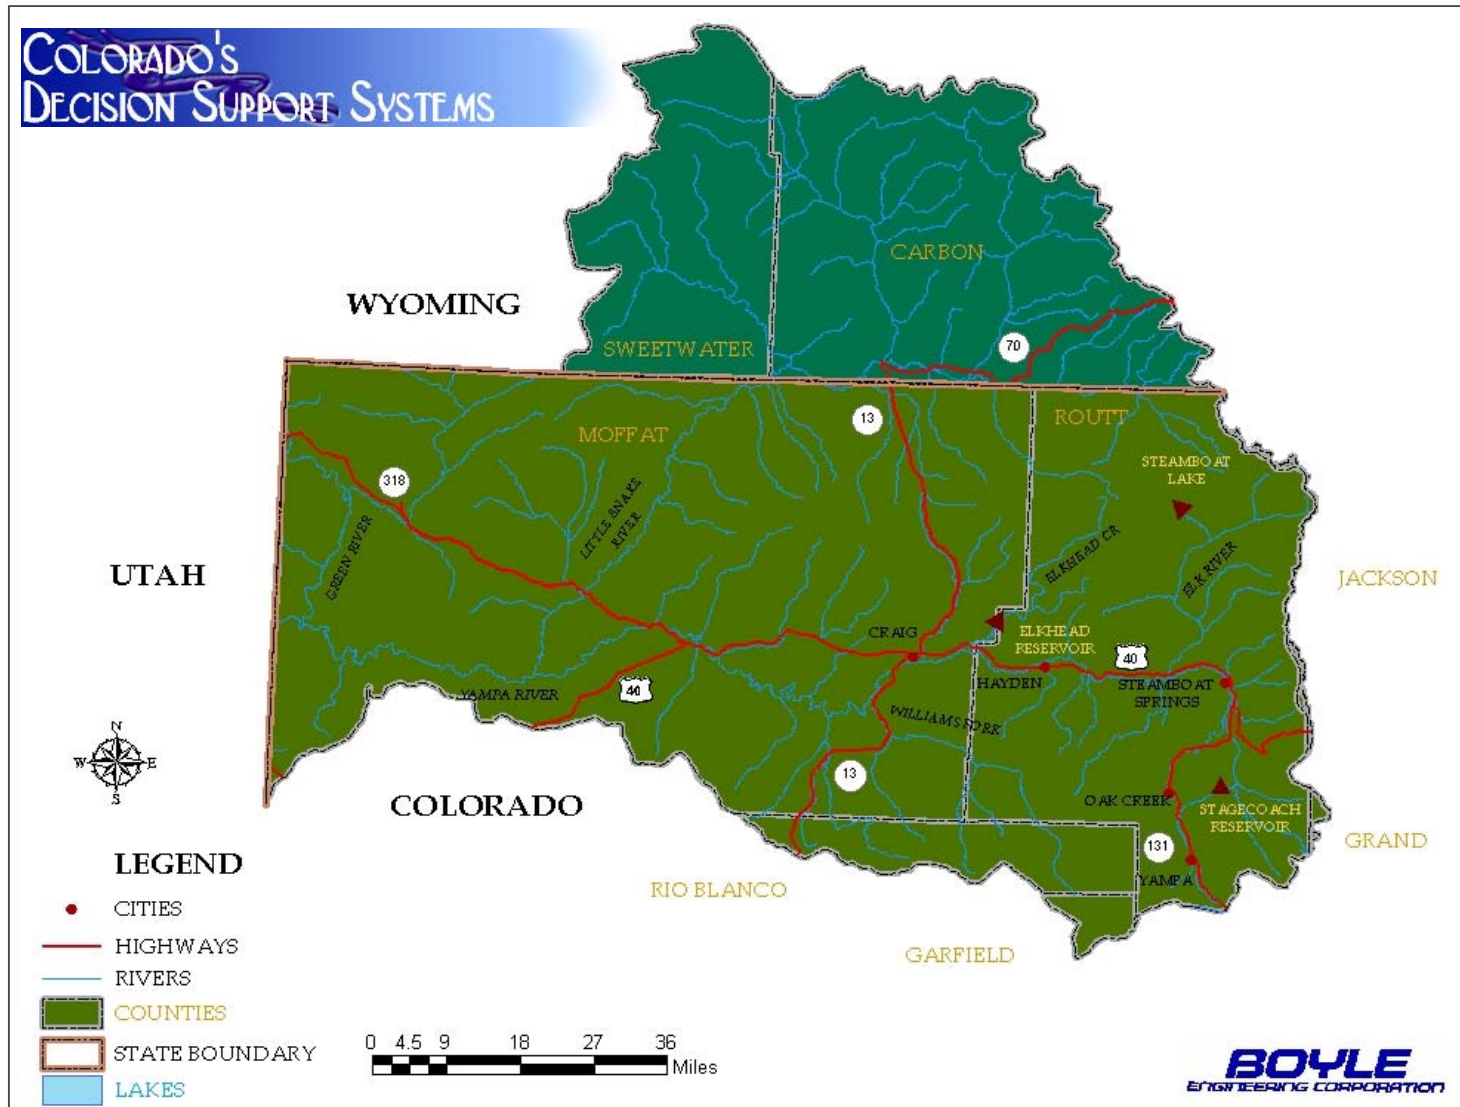 COLORADO'S
DECISION SUPPORT SYSTEMS
CARBON
WYOMING
SWEETWATER
70
13
ROUTT
MOFFAT
STEAMBOAT
LAKE
318
LITTLE SNAKE
RIVER
GREEN RIVER
ELKHEAD CR
ELK RIVER
UTAH
JACKSON
CRAIG
ELKHEAD
RESERVOIR
40
HAYDEN
STEAMBOAT
SPRINGS
YAMPA RIVER
40
WILLIAMS FORK
N
W E
S
13
COLORADO
OAK CREEK
STAGECOACH
RESERVOIR
GRAND
131
YAMPA
RIO BLANCO
GARFIELD
LEGEND
CITIES
HIGHWAYS
RIVERS
COUNTIES
STATE BOUNDARY
LAKES
0 4.5 9 18 27 36
Miles
BOYLE
ENGINEERING CORPORATION